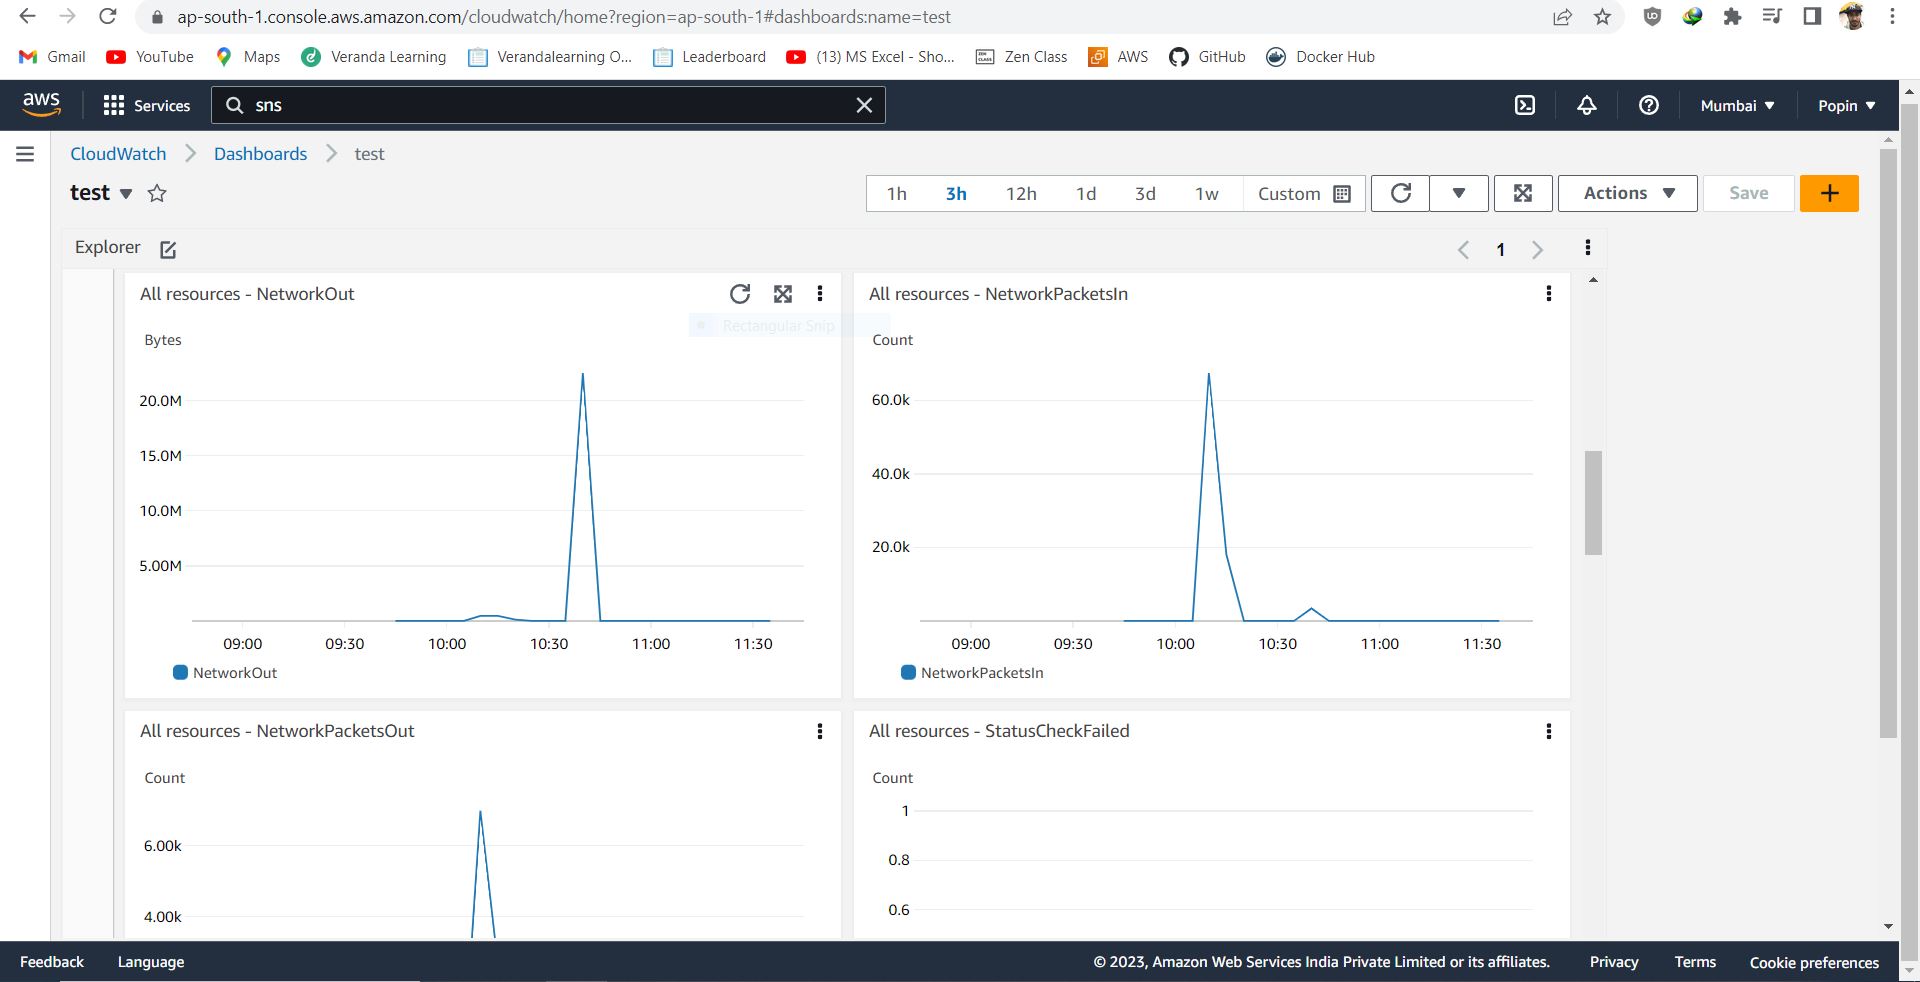 ap-south-1.console.aws.amazon.com/cloudwatch/home?region=ap-south-1#dashboards:name=test
Gmail YouTube Maps Veranda Learning Verandalearning O... Leaderboard (13) MS Excel - Sho... Zen Class AWS GitHub Docker Hub
aws Services sns Mumbai Popin
CloudWatch Dashboards test
test 1h 3h 12h 1d 3d 1w Custom Actions Save
Explorer 1
All resources - NetworkOut
Rectangular Snip
Bytes
20.0M
15.0M
10.0M
5.00M
09:00 09:30 10:00 10:30 11:00 11:30
NetworkOut
All resources - NetworkPacketsIn
Count
60.0k
40.0k
20.0k
09:00 09:30 10:00 10:30 11:00 11:30
NetworkPacketsIn
All resources - NetworkPacketsOut
Count
6.00k
4.00k
All resources - StatusCheckFailed
Count
1
0.8
0.6
Feedback Language © 2023, Amazon Web Services India Private Limited or its affiliates. Privacy Terms Cookie preferences